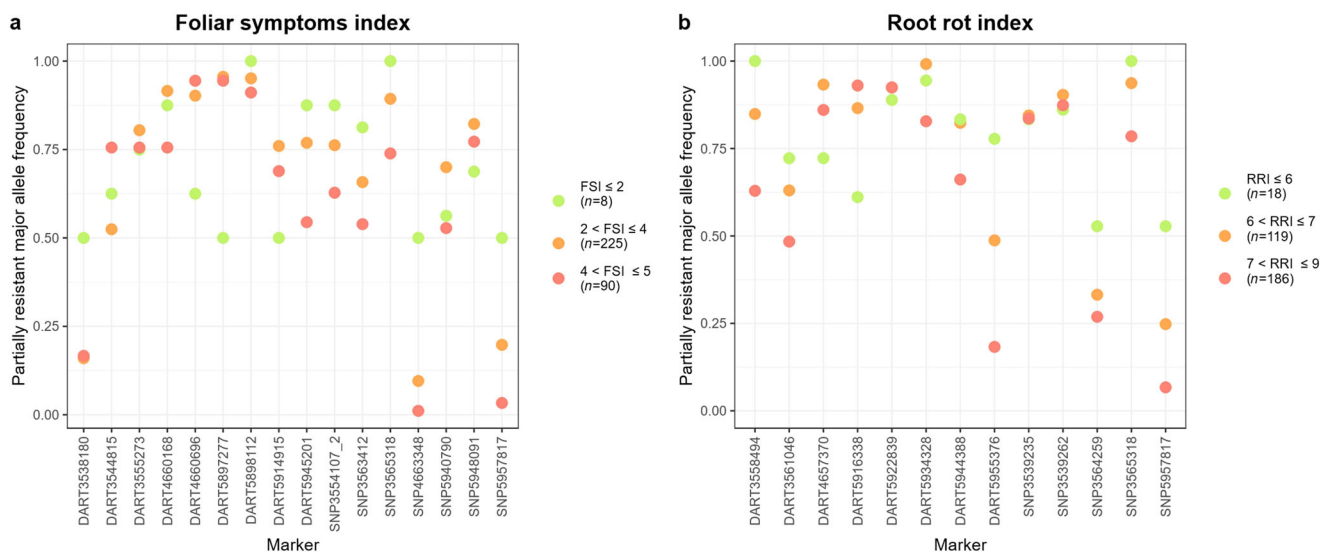 a
Foliar symptoms index
Partially resistant major allele frequency
1.00
0.75
0.50
0.25
0.00
DART3538180
DART3544815
DART3555273
DART4660168
DART4660696
DART5897277
DART5898112
DART5914915
DART5945201
SNP3554107_2
SNP3563412
SNP3565318
SNP4663348
SNP5940790
SNP5948091
SNP5957817
Marker
FSI ≤ 2
(n=8)
2 < FSI ≤ 4
(n=225)
4 < FSI ≤ 5
(n=90)
b
Root rot index
Partially resistant major allele frequency
1.00
0.75
0.50
0.25
0.00
DART3558494
DART3561046
DART4657370
DART5916338
DART5922839
DART5934328
DART5944388
DART5955376
SNP3539235
SNP3539262
SNP3564259
SNP3565318
SNP5957817
Marker
RRI ≤ 6
(n=18)
6 < RRI ≤ 7
(n=119)
7 < RRI ≤ 9
(n=186)